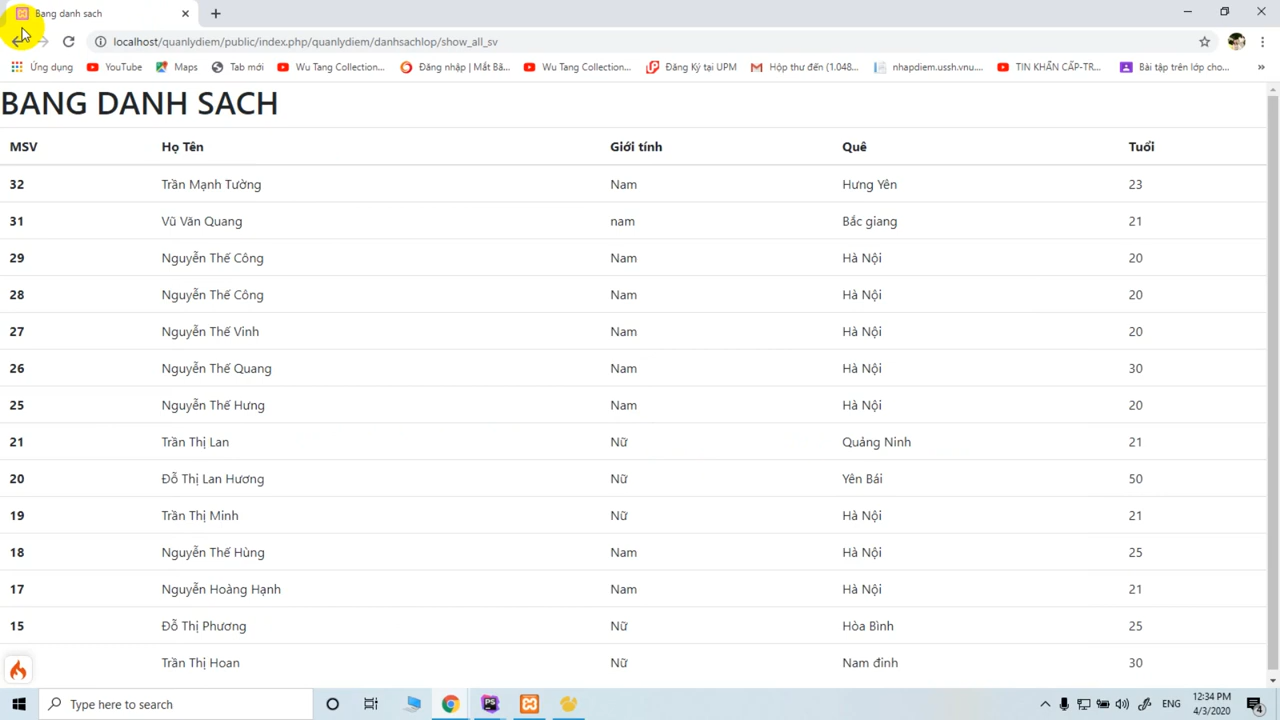 Bang danh sach
localhost/quanlydiem/public/index.php/quanlydiem/danhsachlop/show_all_sv
Ứng dụng YouTube Maps Tab mới Wu Tang Collection... Đăng nhập | Mắt Bã... Wu Tang Collection... Đăng Ký tại UPM Hộp thư đến (1.048... nhapdiem.ussh.vnu.... TIN KHẨN CẤP-TR... Bài tập trên lớp cho... »
BANG DANH SACH
MSV Họ Tên Giới tính Quê Tuổi
32 Trần Mạnh Tường Nam Hưng Yên 23
31 Vũ Văn Quang nam Bắc giang 21
29 Nguyễn Thế Công Nam Hà Nội 20
28 Nguyễn Thế Công Nam Hà Nội 20
27 Nguyễn Thế Vinh Nam Hà Nội 20
26 Nguyễn Thế Quang Nam Hà Nội 30
25 Nguyễn Thế Hưng Nam Hà Nội 20
21 Trần Thị Lan Nữ Quảng Ninh 21
20 Đỗ Thị Lan Hương Nữ Yên Bái 50
19 Trần Thị Minh Nữ Hà Nội 21
18 Nguyễn Thế Hùng Nam Hà Nội 25
17 Nguyễn Hoàng Hạnh Nam Hà Nội 21
15 Đỗ Thị Phương Nữ Hòa Bình 25
Trần Thị Hoan Nữ Nam đinh 30
Type here to search PS ENG 12:34 PM
4/3/2020 4